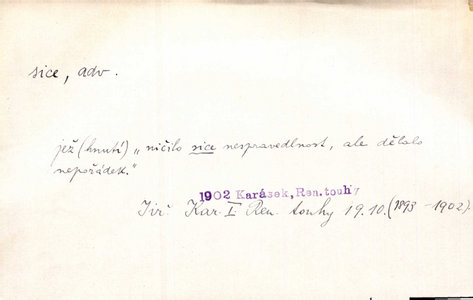 sice, adv.
jež (hnutí) „ničilo sice nespravedlnost, ale dělalo
nepořádek."
1902 Karásek, Ren.touhy
Jiř. Kar. I. Ren. touhy 19.10. (1893-1902).